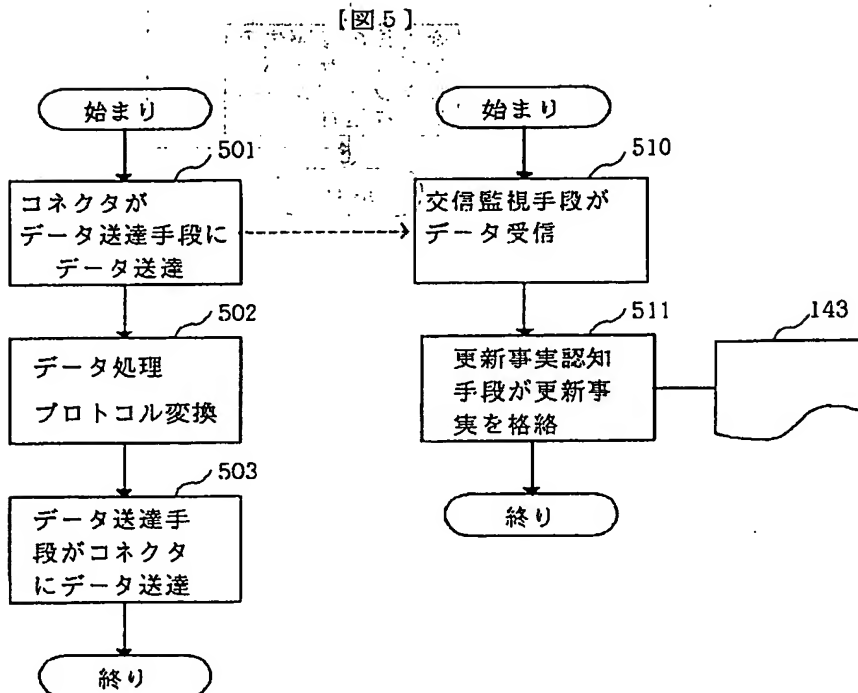 【図5】
始まり
501
コネクタが
データ送達手段に
データ送達
502
データ処理
プロトコル変換
503
データ送達手
段がコネクタ
にデータ送達
終り
始まり
510
交信監視手段が
データ受信
511
更新事実認知
手段が更新事
実を格絡
143
終り